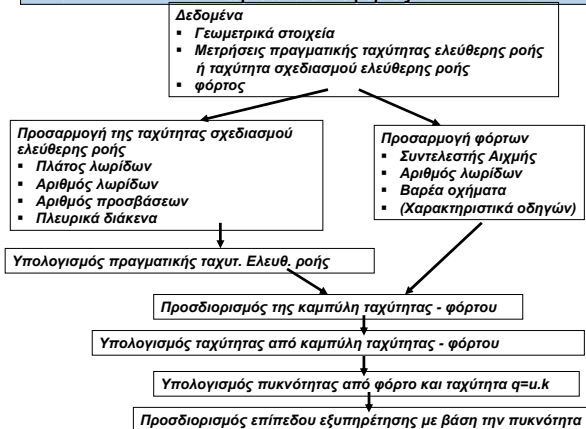 Δεδομένα
▪ Γεωμετρικά στοιχεία
▪ Μετρήσεις πραγματικής ταχύτητας ελεύθερης ροής
ή ταχύτητα σχεδιασμού ελεύθερης ροής
▪ φόρτος
Προσαρμογή της ταχύτητας σχεδιασμού
ελεύθερης ροής
▪ Πλάτος λωρίδων
▪ Αριθμός λωρίδων
▪ Αριθμός προσβάσεων
▪ Πλευρικά διάκενα
Προσαρμογή φόρτων
▪ Συντελεστής Αιχμής
▪ Αριθμός λωρίδων
▪ Βαρέα οχήματα
▪ (Χαρακτηριστικά οδηγών)
Υπολογισμός πραγματικής ταχυτ. Ελευθ. ροής
Προσδιορισμός της καμπύλη ταχύτητας - φόρτου
Υπολογισμός ταχύτητας από καμπύλη ταχύτητας - φόρτου
Υπολογισμός πυκνότητας από φόρτο και ταχύτητα q=u.k
Προσδιορισμός επίπεδου εξυπηρέτησης με βάση την πυκνότητα